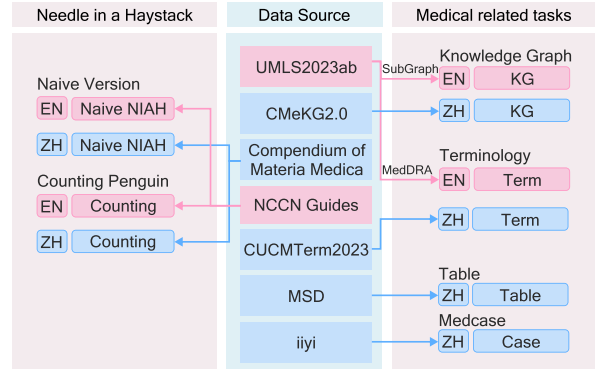 Needle in a Haystack
Data Source
Medical related tasks
Naive Version
EN Naive NIAH
ZH Naive NIAH
Counting Penguin
EN Counting
ZH Counting
UMLS2023ab
CMeKG2.0
Compendium of
Materia Medica
NCCN Guides
CUCMTerm2023
MSD
iiyi
SubGraph
MedDRA
Knowledge Graph
EN KG
ZH KG
Terminology
EN Term
ZH Term
Table
ZH Table
Medcase
ZH Case